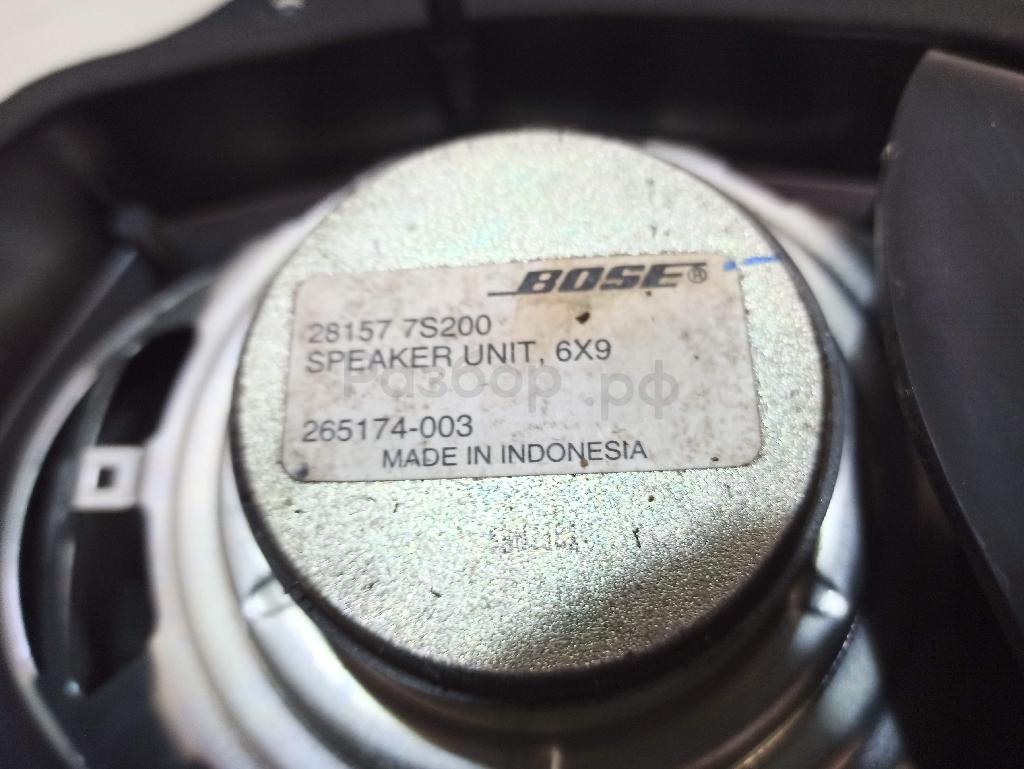 BOSE®
28157 7S200
SPEAKER UNIT, 6X9
Разбор.рф
265174-003
MADE IN INDONESIA